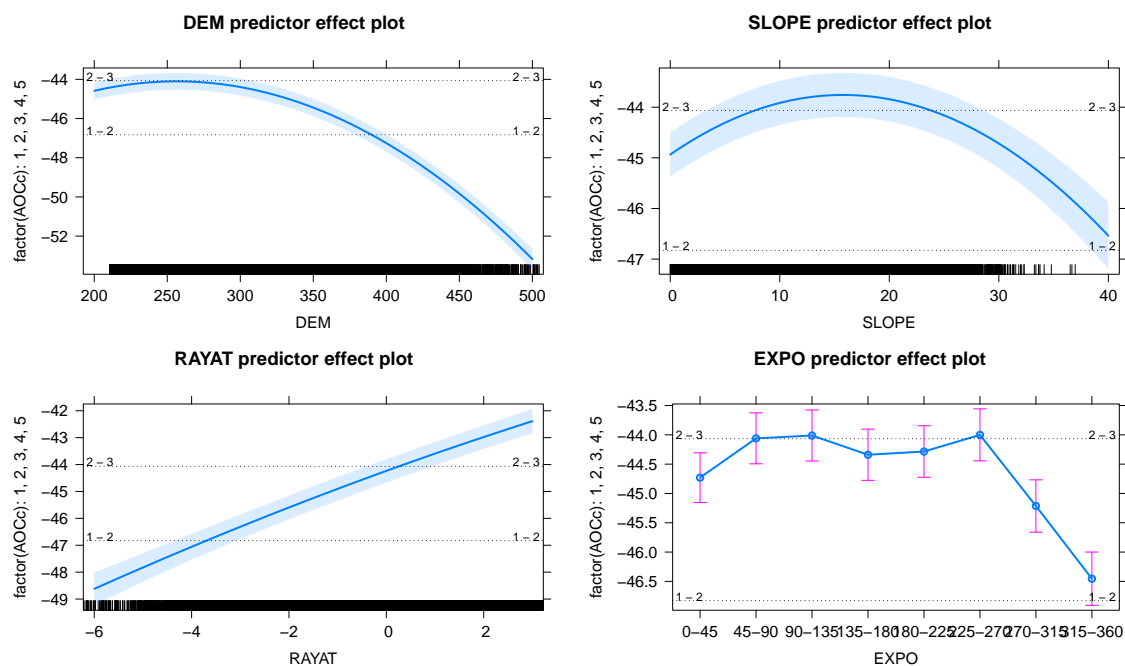 DEM predictor effect plot
factor(AOCc): 1, 2, 3, 4, 5
−44
−46
−48
−50
−52
2 − 3
2 − 3
1 − 2
1 − 2
200
250
300
350
400
450
500
DEM
SLOPE predictor effect plot
factor(AOCc): 1, 2, 3, 4, 5
−44
−45
−46
−47
2 − 3
2 − 3
1 − 2
1 − 2
0
10
20
30
40
SLOPE
RAYAT predictor effect plot
factor(AOCc): 1, 2, 3, 4, 5
−42
−43
−44
−45
−46
−47
−48
−49
2 − 3
2 − 3
1 − 2
1 − 2
−6
−4
−2
0
2
RAYAT
EXPO predictor effect plot
factor(AOCc): 1, 2, 3, 4, 5
−43.5
−44.0
−44.5
−45.0
−45.5
−46.0
−46.5
2 − 3
2 − 3
1 − 2
1 − 2
0−45
45−90
90−135
135−180
180−225
225−270
270−315
315−360
EXPO